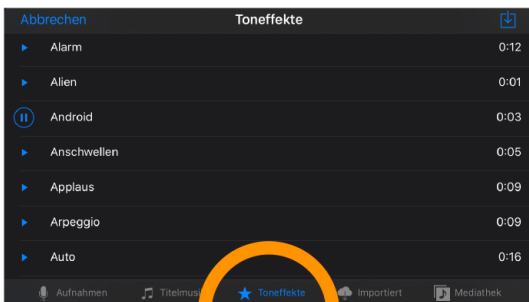 Abbrechen Toneffekte
Alarm 0:12
Alien 0:01
Android 0:03
Anschwellen 0:05
Applaus 0:09
Arpeggio 0:09
Auto 0:16
Aufnahmen Toneffekte Importiert Mediathek